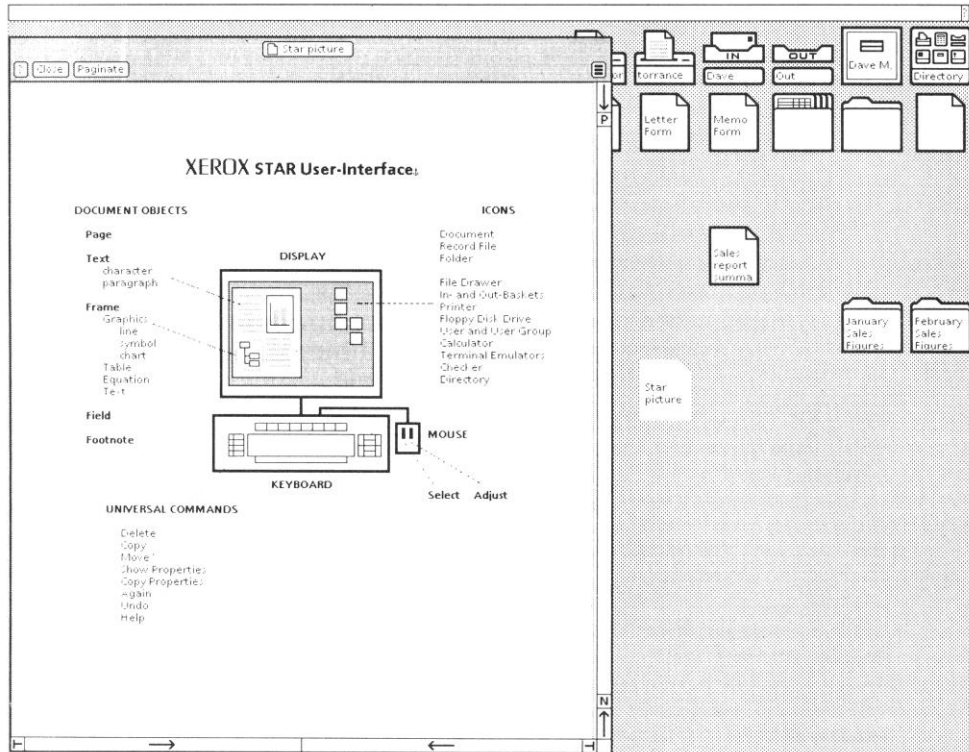 Star picture
? Close Paginate
P
XEROX STAR User-Interface
DOCUMENT OBJECTS
Page
Text
character
paragraph
Frame
Graphics
line
symbol
chart
Table
Equation
Text
Field
Footnote
DISPLAY
ICONS
Document
Record File
Folder
File Drawer
In- and Out-Baskets
Printer
Floppy Disk Drive
User and User Group
Calculator
Terminal Emulators
Checker
Directory
MOUSE
KEYBOARD
Select Adjust
UNIVERSAL COMMANDS
Delete
Copy
Move
Show Properties
Copy Properties
Again
Undo
Help
N
torrance
IN
Dave
OUT
Out
Dave M.
Directory
Letter
Form
Memo
Form
Sales
report
summa
January
Sales
Figures
February
Sales
Figures
Star
picture